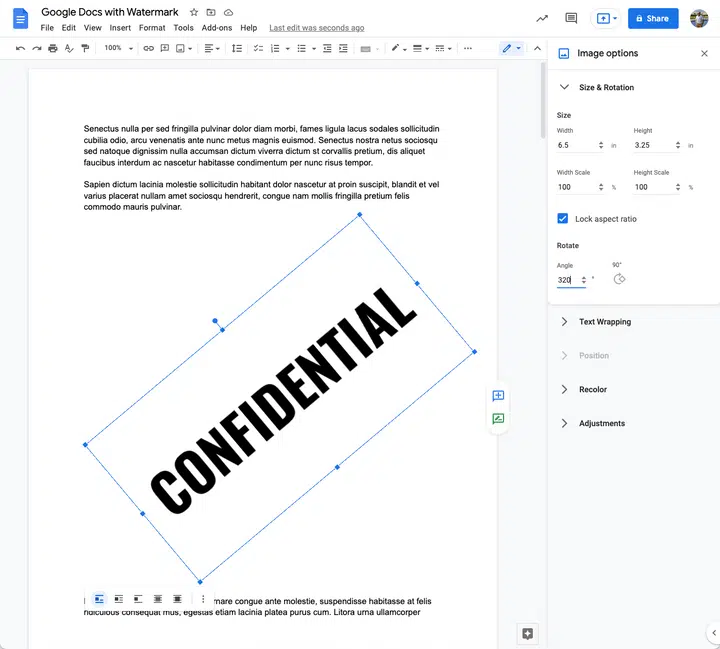 Google Docs with Watermark
File Edit View Insert Format Tools Add-ons Help Last edit was seconds ago
Share
100%
Image options
Size & Rotation
Size
Width Height
6.5 in 3.25 in
Width Scale Height Scale
100 % 100 %
Lock aspect ratio
Rotate
Angle 90°
320 °
Text Wrapping
Position
Recolor
Adjustments
Senectus nulla per sed fringilla pulvinar dolor diam morbi, fames ligula lacus sodales sollicitudin
cubilia odio, arcu venenatis ante nunc metus magnis euismod. Senectus nostra netus sociosqu
sed natoque dignissim nulla accumsan dictum viverra dictum st corvallis pretium, dis aliquet
faucibus interdum ac nascetur habitasse condimentum per nunc risus tempor.
Sapien dictum lacinia molestie sollicitudin habitant dolor nascetur at proin suscipit, blandit et vel
varius placerat nullam amet sociosqu hendrerit, congue nam mollis fringilla pretium felis
commodo mauris pulvinar.
CONFIDENTIAL
congue ante molestie, suspendisse habitasse at felis
ridiculous consequat mus, egestas etiam lacinia platea purus cum. Litora urna ullamcorper